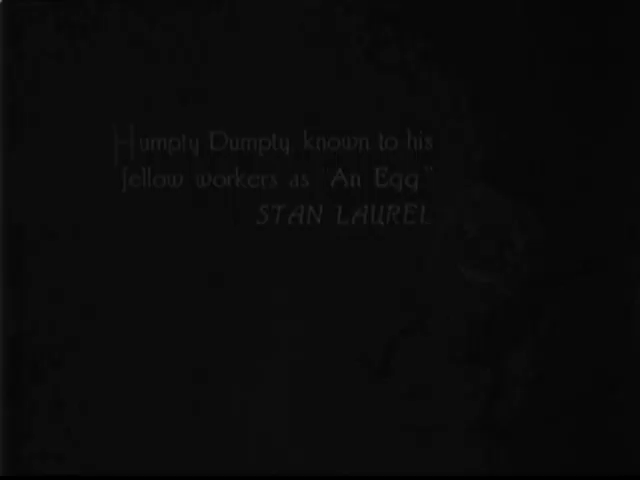 Humpty Dumpty, known to his
fellow workers as "An Egg"
STAN LAUREL